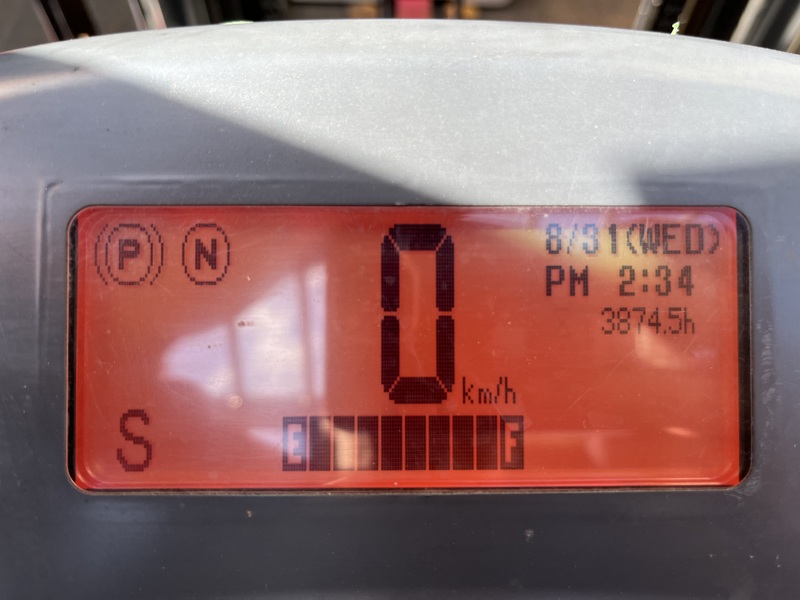 P N
0 km/h
8/31(WED)
PM 2:34
3874.5h
S
E F